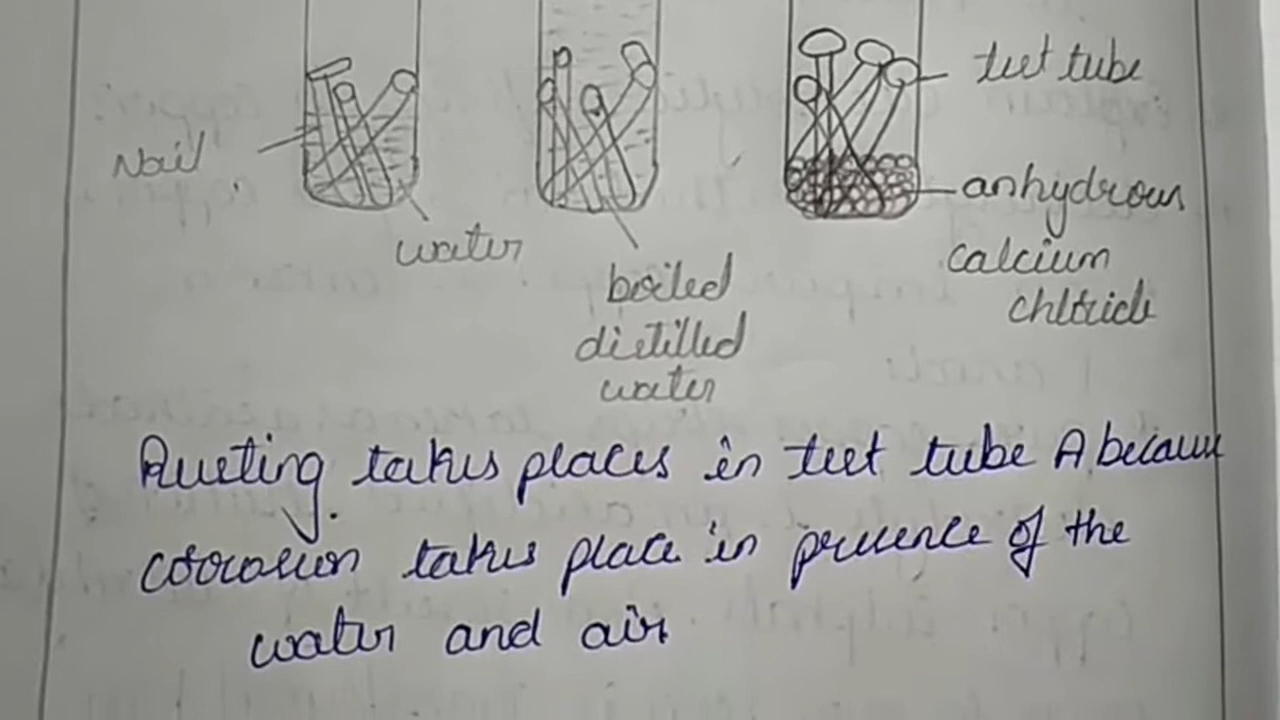 test tube
Nail
anhydrous
water
calcium
boiled
chloride
distilled
water
Rusting takes places in test tube A because
corrosion takes place in presence of the
water and air